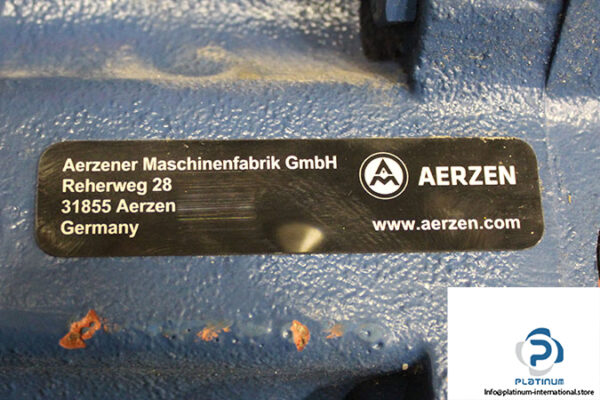 Aerzener Maschinenfabrik GmbH
Reherweg 28
31855 Aerzen
Germany
AERZEN
www.aerzen.com
PLATINUM
Info@platinum-international.store